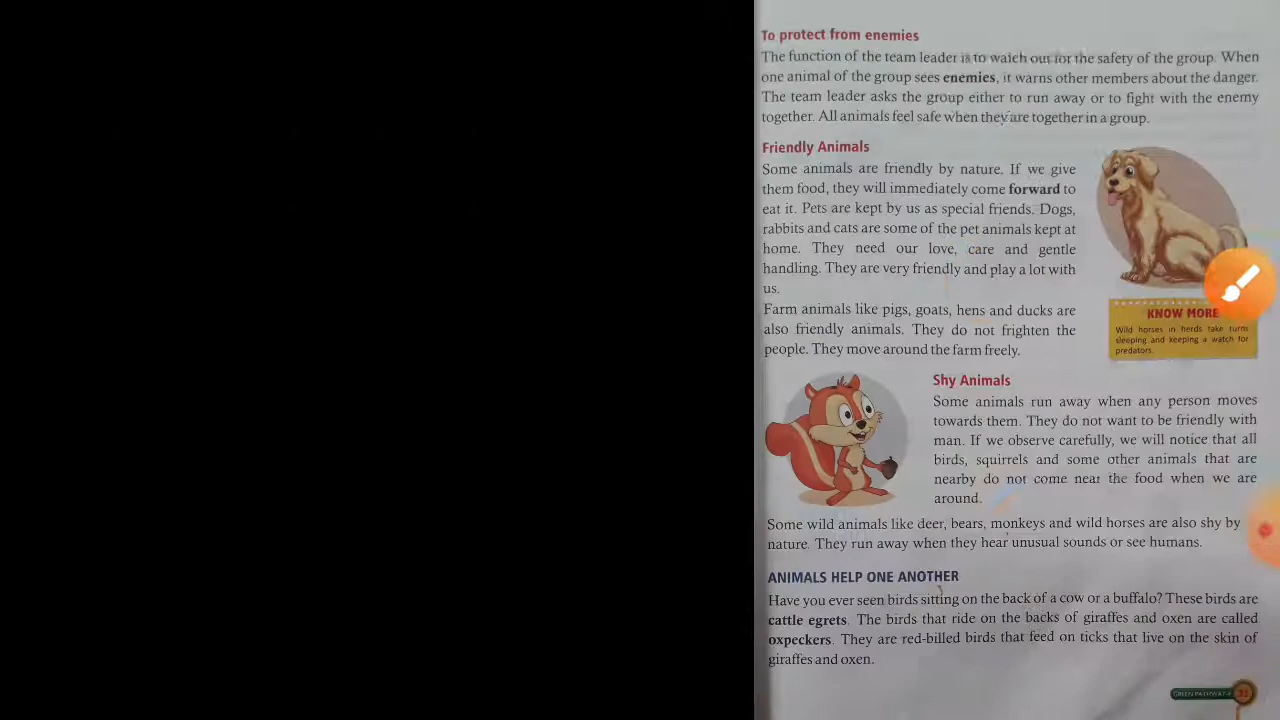 To protect from enemies
The function of the team leader is to watch out for the safety of the group. When
one animal of the group sees enemies, it warns other members about the danger.
The team leader asks the group either to run away or to fight with the enemy
together. All animals feel safe when they are together in a group.
Friendly Animals
Some animals are friendly by nature. If we give
them food, they will immediately come forward to
eat it. Pets are kept by us as special friends. Dogs,
rabbits and cats are some of the pet animals kept at
home. They need our love, care and gentle
handling. They are very friendly and play a lot with
us.
Farm animals like pigs, goats, hens and ducks are
also friendly animals. They do not frighten the
people. They move around the farm freely.
KNOW MORE
Wild horses in herds take turns
sleeping and keeping a watch for
predators.
Shy Animals
Some animals run away when any person moves
towards them. They do not want to be friendly with
man. If we observe carefully, we will notice that all
birds, squirrels and some other animals that are
nearby do not come near the food when we are
around.
Some wild animals like deer, bears, monkeys and wild horses are also shy by
nature. They run away when they hear unusual sounds or see humans.
ANIMALS HELP ONE ANOTHER
Have you ever seen birds sitting on the back of a cow or a buffalo? These birds are
cattle egrets. The birds that ride on the backs of giraffes and oxen are called
oxpeckers. They are red-billed birds that feed on ticks that live on the skin of
giraffes and oxen.